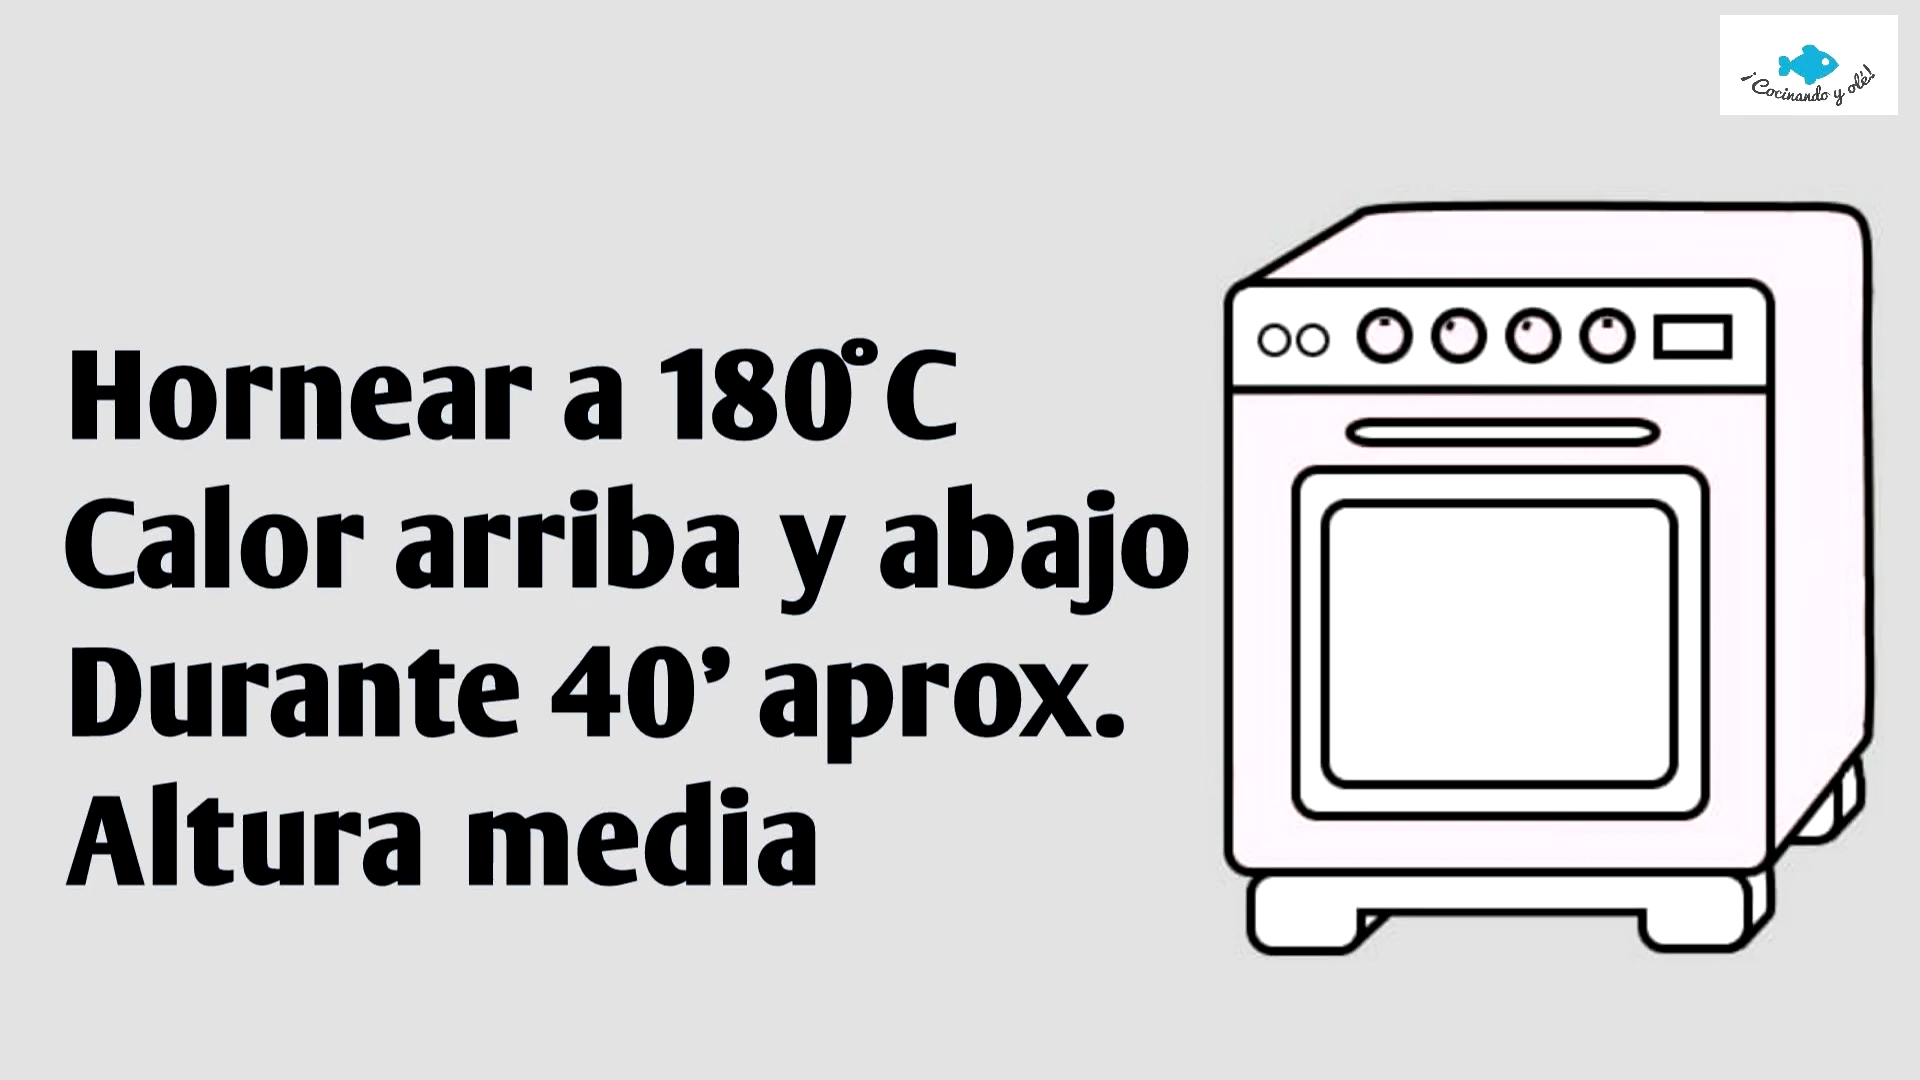 ¡Cocinando y olé!
Hornear a 180°C
Calor arriba y abajo
Durante 40’ aprox.
Altura media